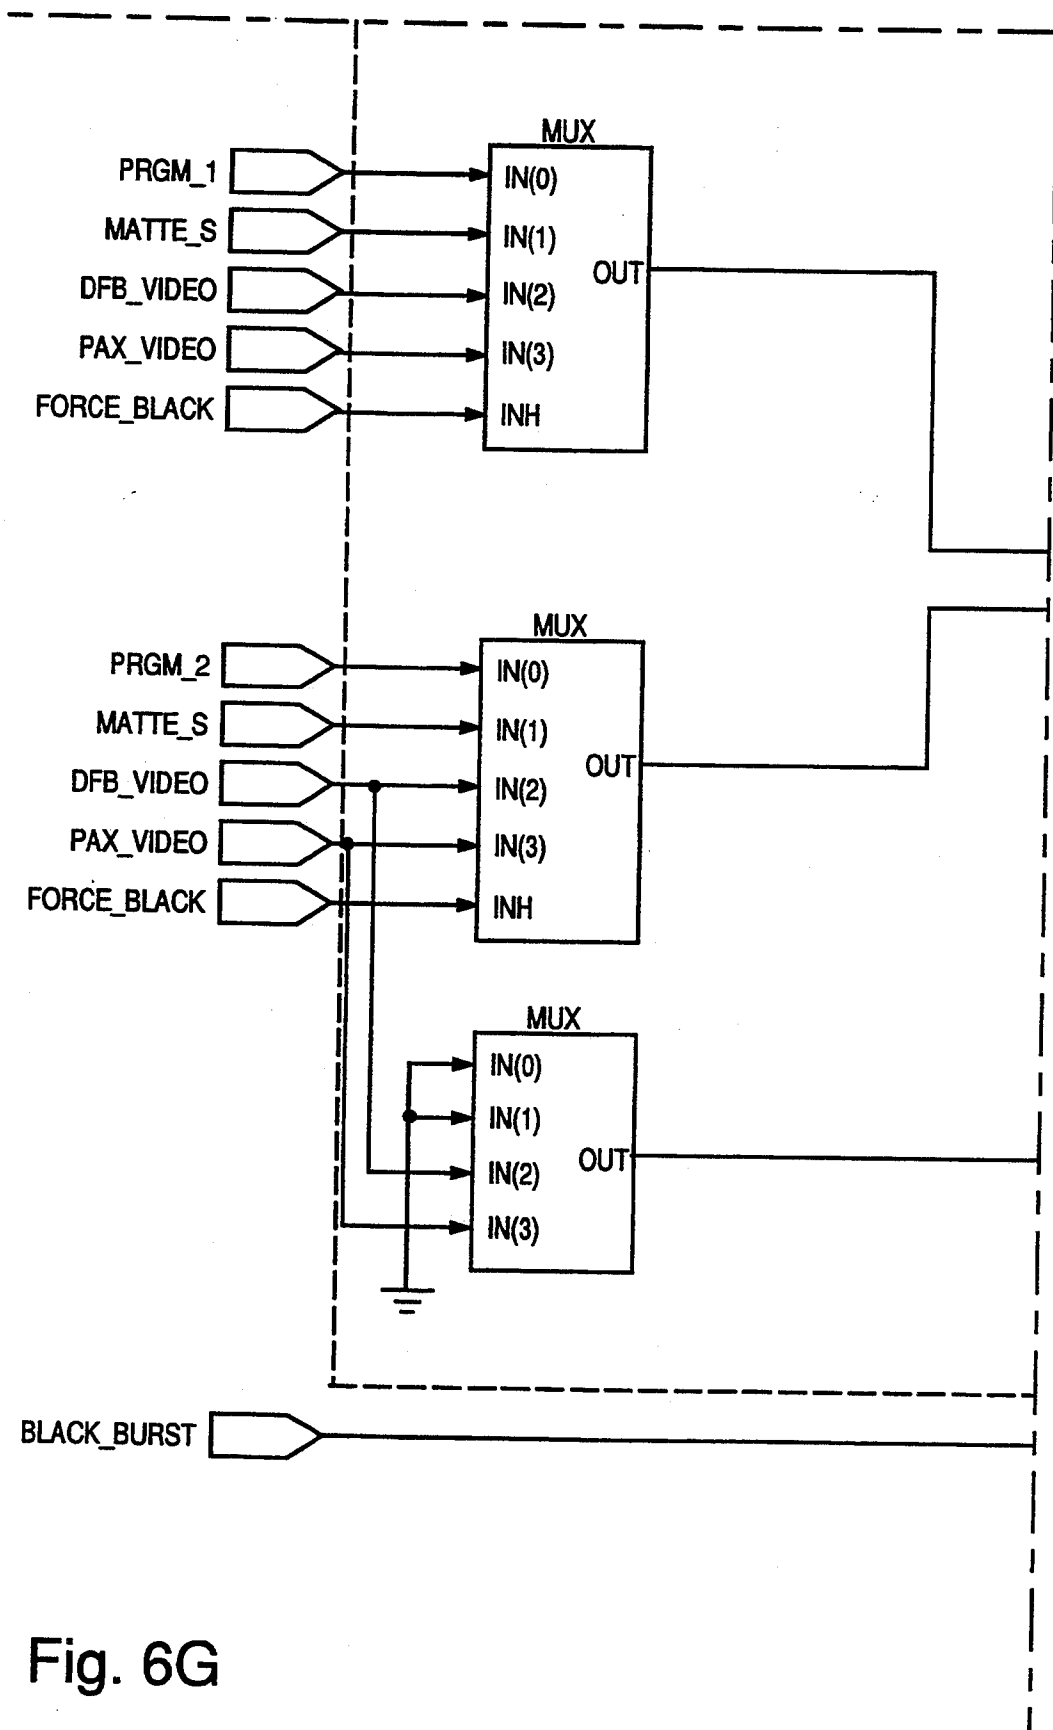 MUX
PRGM_1
IN(0)
MATTE_S
IN(1)
DFB_VIDEO
IN(2)
OUT
PAX_VIDEO
IN(3)
FORCE_BLACK
INH
MUX
PRGM_2
IN(0)
MATTE_S
IN(1)
DFB_VIDEO
IN(2)
OUT
PAX_VIDEO
IN(3)
FORCE_BLACK
INH
MUX
IN(0)
IN(1)
IN(2)
OUT
IN(3)
BLACK_BURST
Fig. 6G